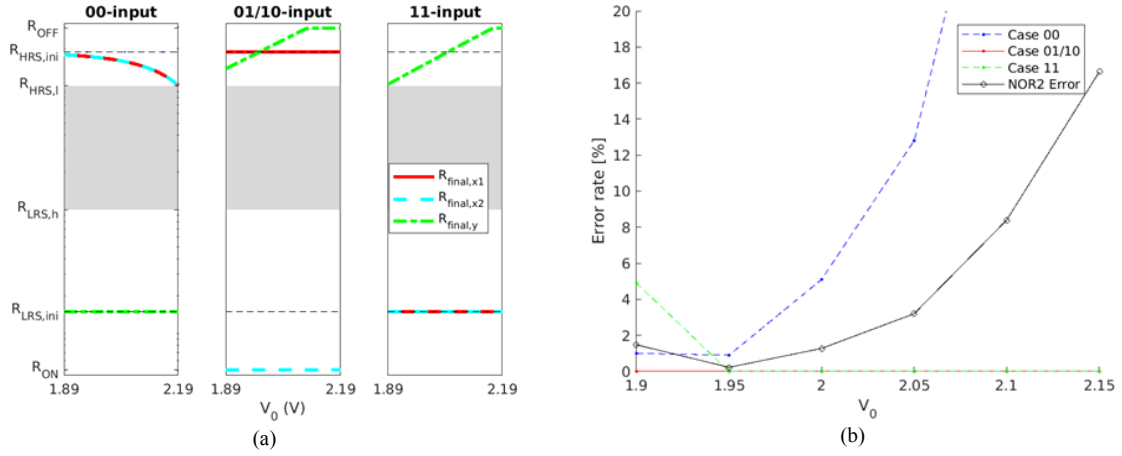 00-input
01/10-input
11-input
R_OFF
R_HRS,ini
R_HRS,l
R_LRS,h
R_LRS,ini
R_ON
R_final,x1
R_final,x2
R_final,y
1.89
2.19
1.89
2.19
1.89
2.19
V_0 (V)
(a)
Case 00
Case 01/10
Case 11
NOR2 Error
Error rate [%]
20
18
16
14
12
10
8
6
4
2
0
1.9
1.95
2
2.05
2.1
2.15
V_0
(b)